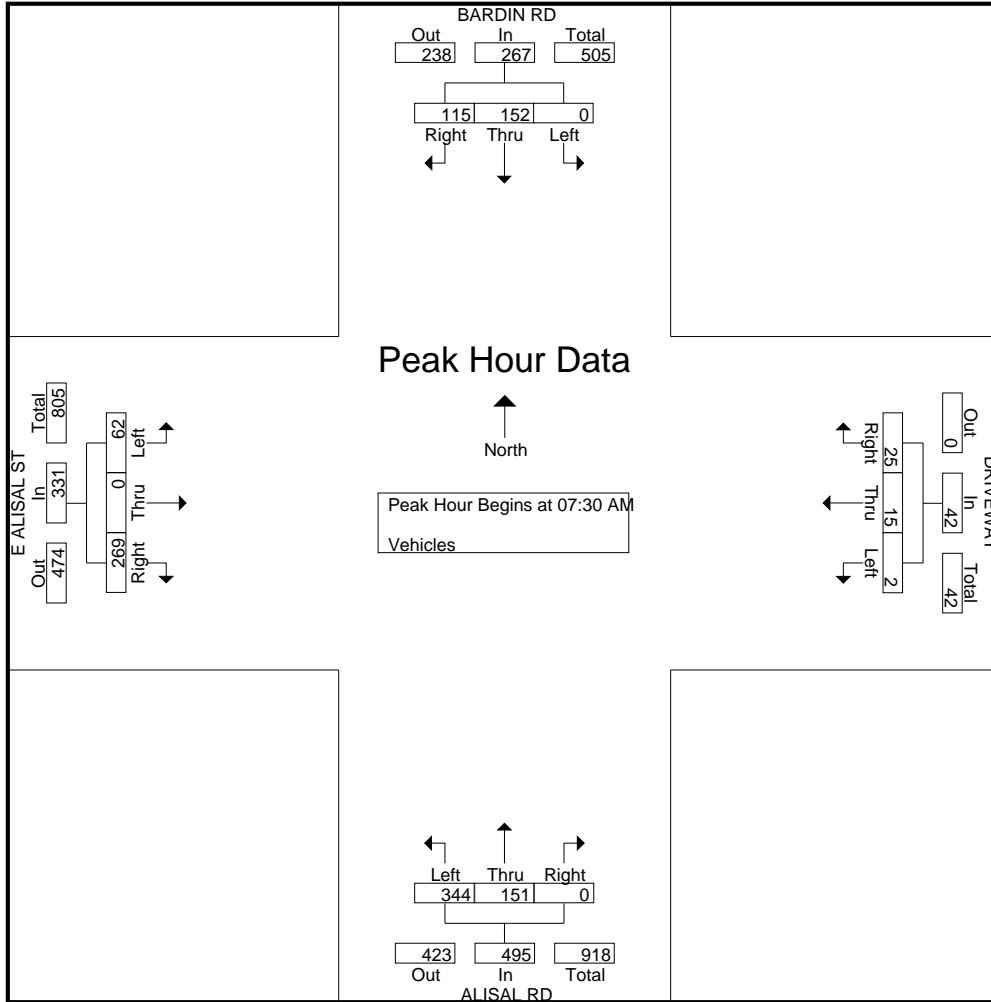 BARDIN RD
Out In Total
238 267 505
115 152 0
Right Thru Left
Peak Hour Data
North
Peak Hour Begins at 07:30 AM
Vehicles
E ALISAL ST
Out In Total
474 331 805
Right Thru Left
269 0 62
DRIVEWAY
Out In Total
0 42 42
Right Thru Left
25 15 2
Left Thru Right
344 151 0
423 495 918
Out In Total
ALISAL RD